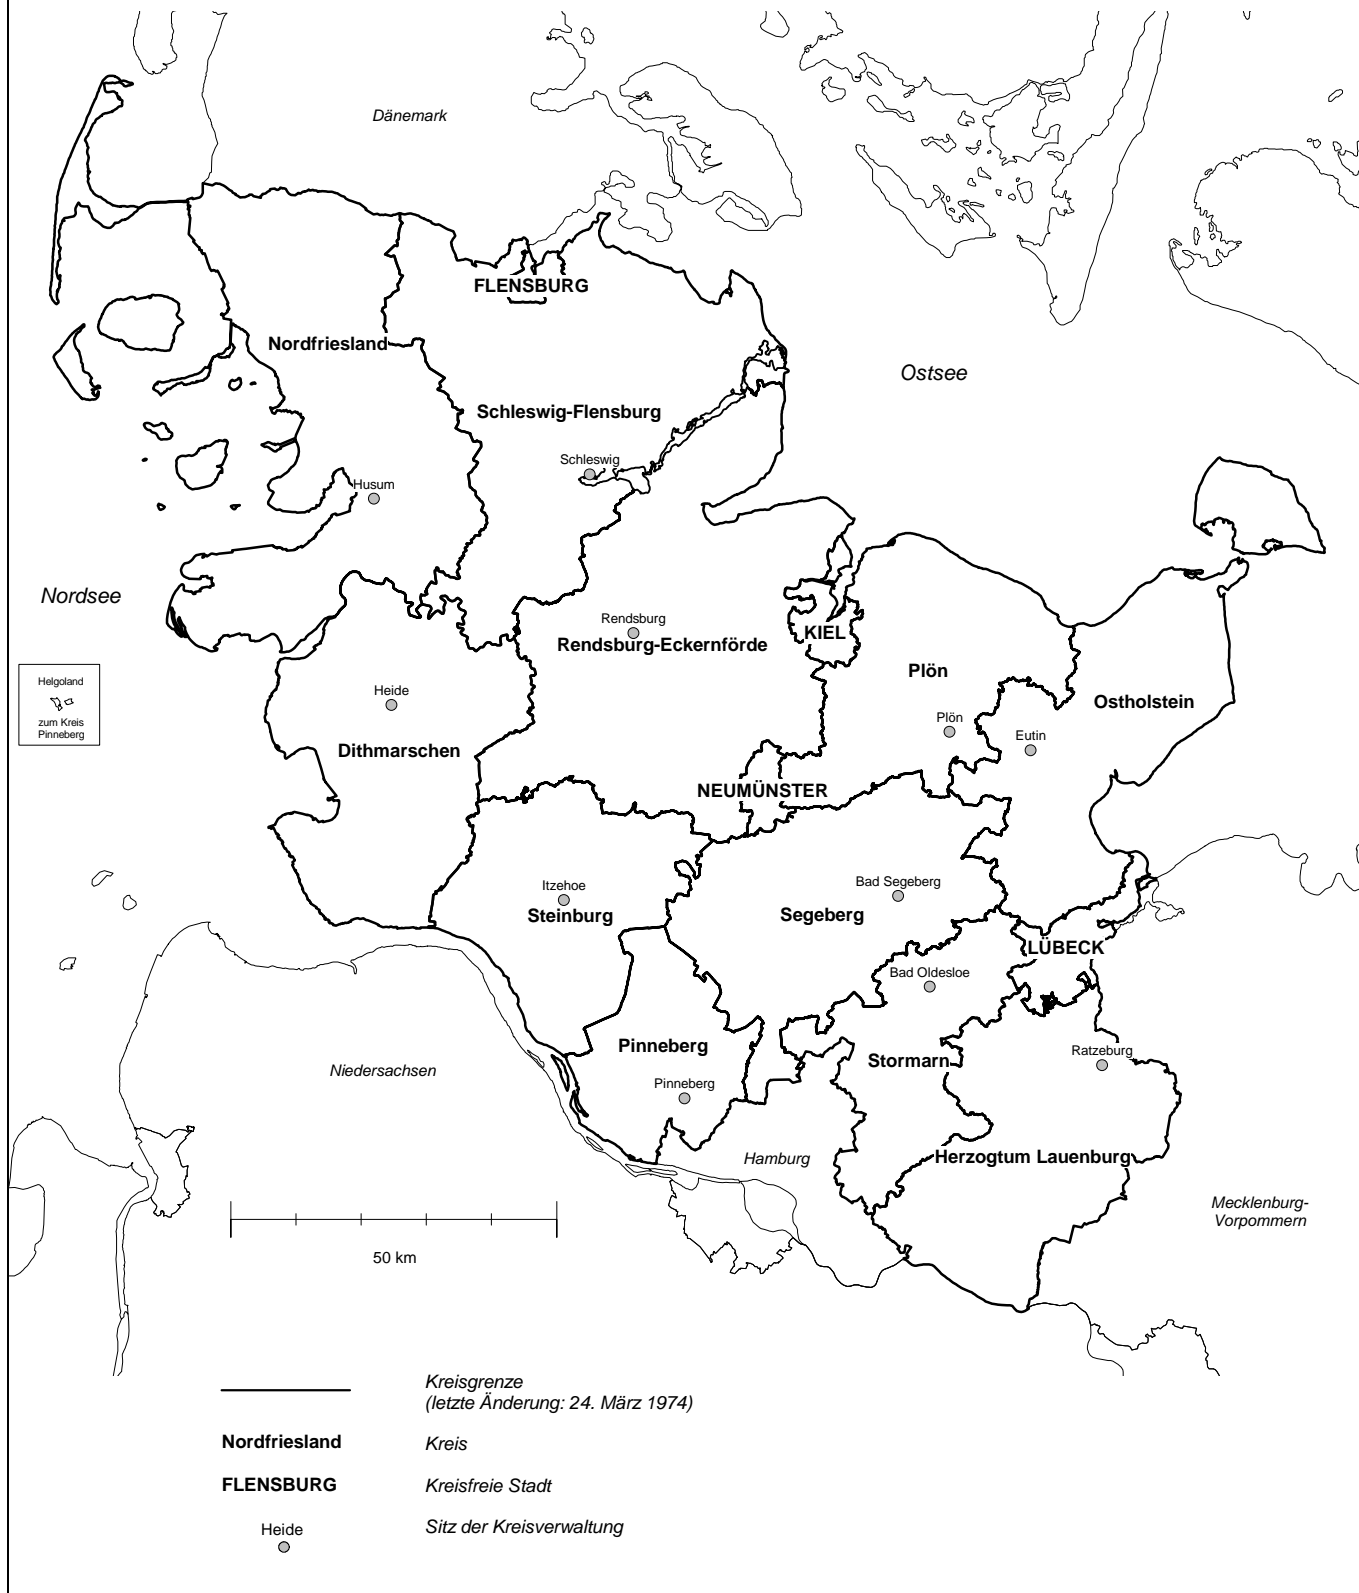 Dänemark
FLENSBURG
Nordfriesland
Ostsee
Schleswig-Flensburg
Schleswig
Husum
Nordsee
Rendsburg
KIEL
Rendsburg-Eckernförde
Plön
Helgoland
zum Kreis
Pinneberg
Heide
Ostholstein
Plön
Eutin
Dithmarschen
NEUMÜNSTER
Itzehoe
Steinburg
Bad Segeberg
Segeberg
LÜBECK
Bad Oldesloe
Pinneberg
Stormarn
Ratzeburg
Niedersachsen
Pinneberg
Hamburg
Herzogtum Lauenburg
Mecklenburg-
Vorpommern
50 km
Kreisgrenze
(letzte Änderung: 24. März 1974)
Nordfriesland
Kreis
FLENSBURG
Kreisfreie Stadt
Heide
Sitz der Kreisverwaltung